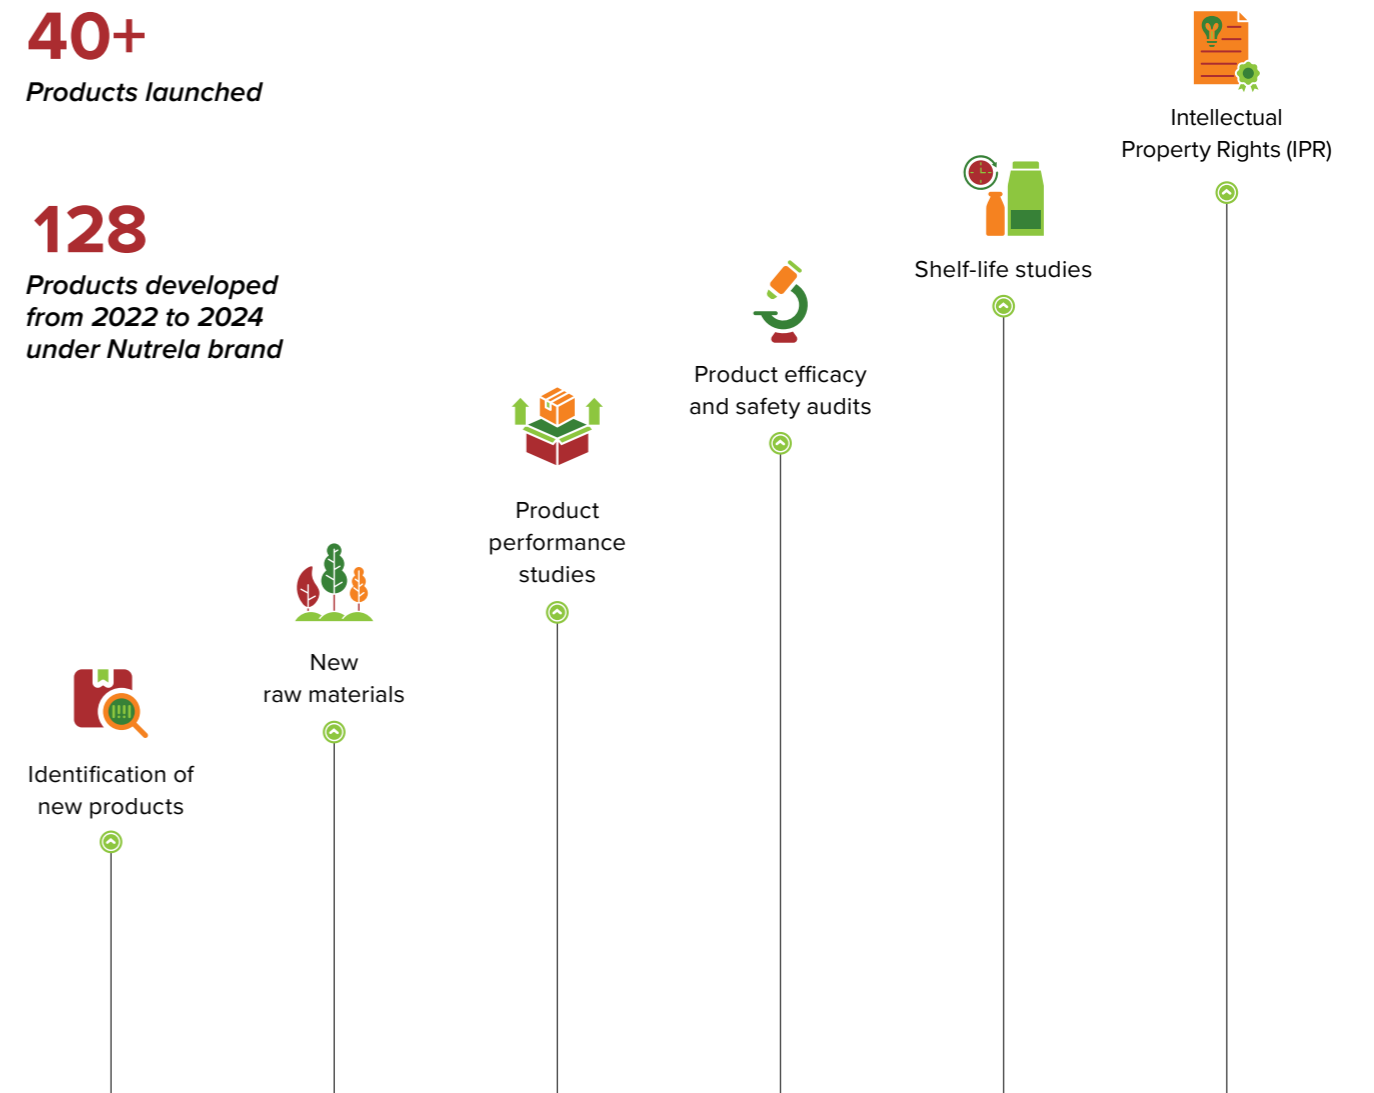 40+
Products launched
128
Products developed
from 2022 to 2024
under Nutrela brand
Identification of
new products
New
raw materials
Product
performance
studies
Product efficacy
and safety audits
Shelf-life studies
Intellectual
Property Rights (IPR)